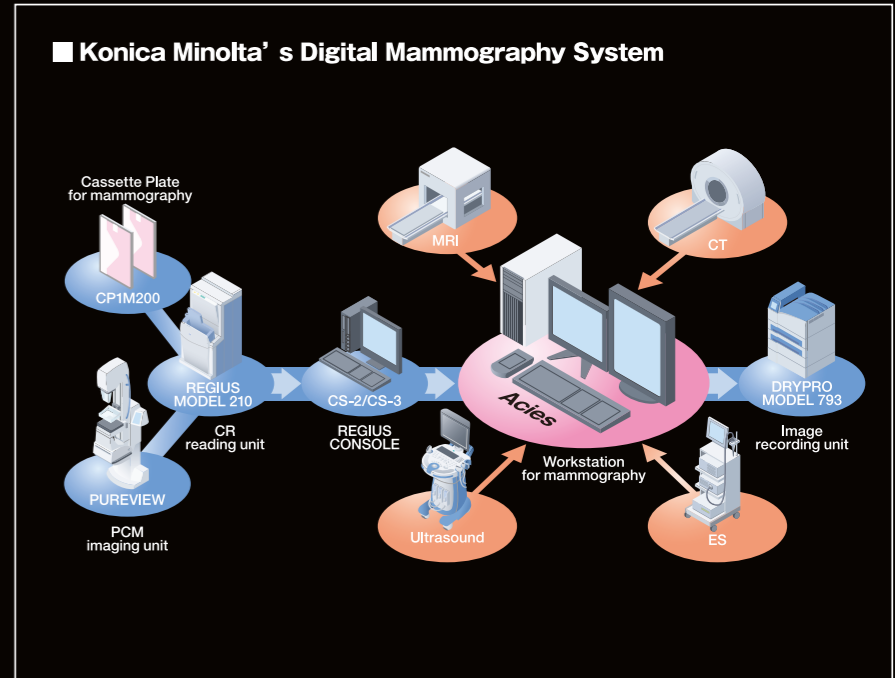 ■ Konica Minolta’ s Digital Mammography System
Cassette Plate
for mammography
CP1M200
MRI
CT
REGIUS
MODEL 210
CR
reading unit
CS-2/CS-3
REGIUS
CONSOLE
Acies
Workstation
for mammography
DRYPRO
MODEL 793
Image
recording unit
PUREVIEW
PCM
imaging unit
Ultrasound
ES